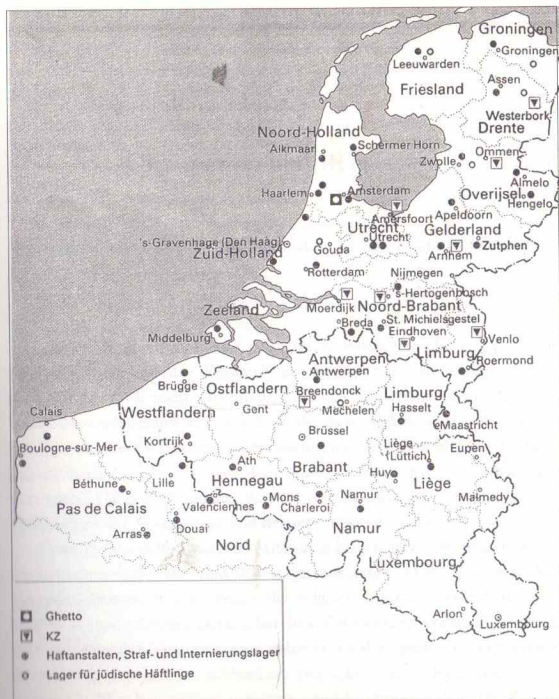 Groningen
Groningen
Leeuwarden
Assen
Friesland
Westerbork
Drente
Noord-Holland
Alkmaar
Schermer Horn
Ommen
Zwolle
Almelo
Haarlem
Amsterdam
Overijsel
Hengelo
Amersfoort
Apeldoorn
Utrecht
Gelderland
's-Gravenhage (Den Haag)
Utrecht
Gouda
Zutphen
Zuid-Holland
Arnhem
Rotterdam
Nijmegen
's-Hertogenbosch
Moerdijk
Noord-Brabant
Zeeland
St. Michielsgestel
Breda
Eindhoven
Middelburg
Venlo
Limburg
Antwerpen
Roermond
Antwerpen
Ostflandern
Brügge
Limburg
Breendonck
Westflandern
Gent
Mechelen
Hasselt
Calais
Maastricht
Brüssel
Kortrijk
Liège
(Lüttich)
Eupen
Boulogne-sur-Mer
Ath
Brabant
Lille
Hennegau
Huy
Liège
Béthune
Mons
Namur
Malmedy
Valenciennes
Charleroi
Pas de Calais
Douai
Arras
Namur
Nord
Luxembourg
Arlon
Luxembourg
Ghetto
KZ
Haftanstalten, Straf- und Internierungslager
Lager für jüdische Häftlinge